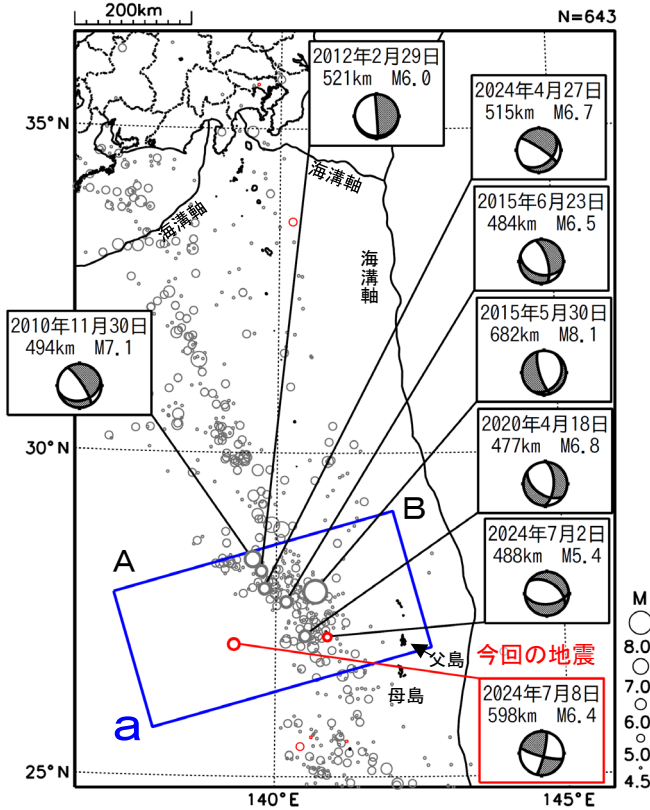 200km
N=643
2012年2月29日
521km M6.0
2024年4月27日
515km M6.7
35°N
海溝軸
海溝軸
2015年6月23日
484km M6.5
海溝軸
2010年11月30日
494km M7.1
2015年5月30日
682km M8.1
2020年4月18日
477km M6.8
30°N
B
A
2024年7月2日
488km M5.4
M
8.0
7.0
6.0
5.0
4.5
父島
今回の地震
母島
2024年7月8日
598km M6.4
a
25°N
140°E
145°E